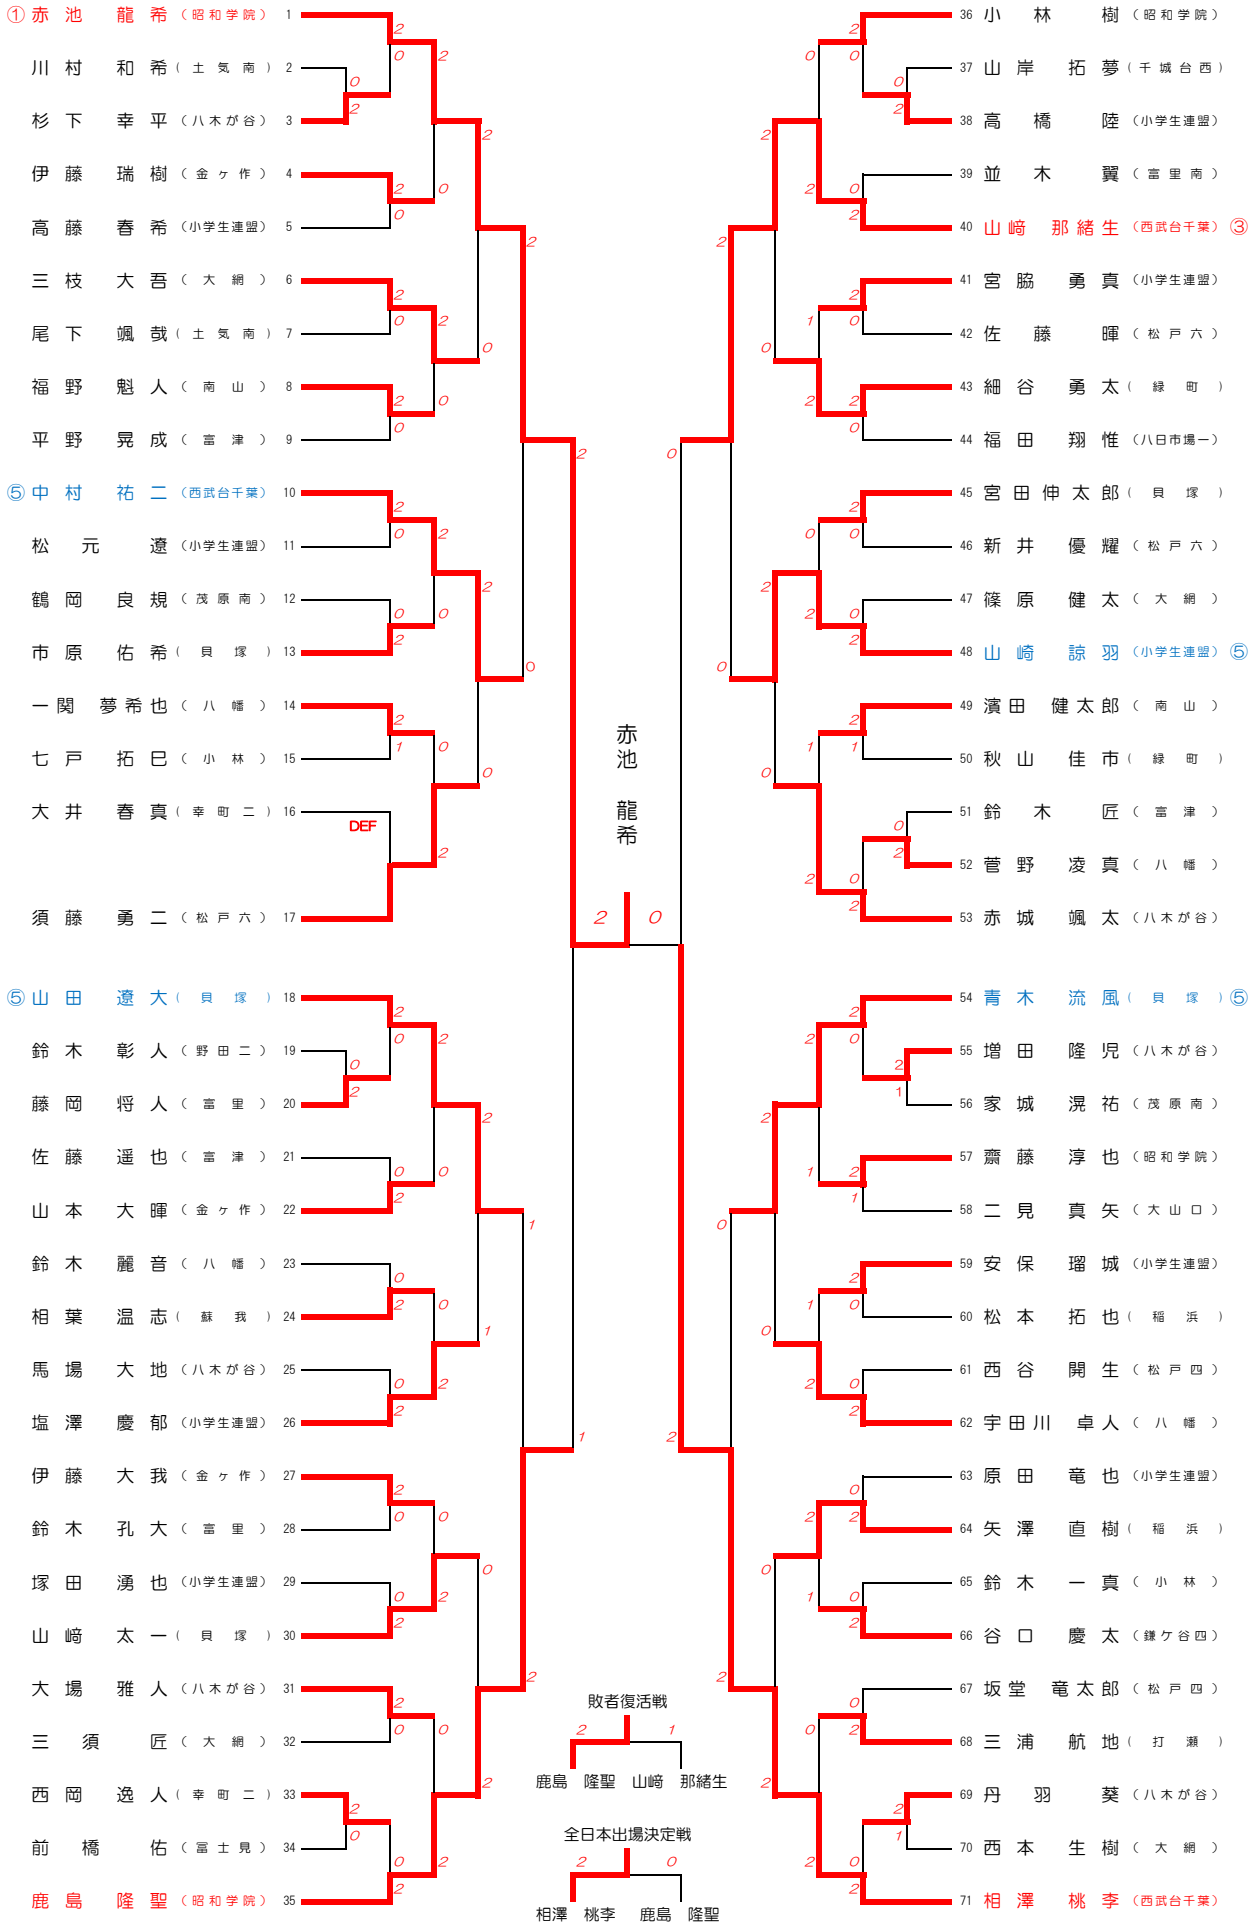 ① 赤池 龍希 (昭和学院) 1
川村 和希 (土気南) 2
杉下 幸平 (八木が谷) 3
伊藤 瑞樹 (金ヶ作) 4
高藤 春希 (小学生連盟) 5
三枝 大吾 (大網) 6
尾下 颯哉 (土気南) 7
福野 魁人 (南山) 8
平野 晃成 (富津) 9
⑤ 中村 祐二 (西武台千葉) 10
松元 遼 (小学生連盟) 11
鶴岡 良規 (茂原南) 12
市原 佑希 (貝塚) 13
一関 夢希也 (八幡) 14
七戸 拓巳 (小林) 15
大井 春真 (幸町二) 16
DEF
須藤 勇二 (松戸六) 17
⑤ 山田 遼大 (貝塚) 18
鈴木 彰人 (野田二) 19
藤岡 将人 (富里) 20
佐藤 遥也 (富津) 21
山本 大暉 (金ヶ作) 22
鈴木 麗音 (八幡) 23
相葉 温志 (蘇我) 24
馬場 大地 (八木が谷) 25
塩澤 慶郁 (小学生連盟) 26
伊藤 大我 (金ヶ作) 27
鈴木 孔大 (富里) 28
塚田 湧也 (小学生連盟) 29
山﨑 太一 (貝塚) 30
大場 雅人 (八木が谷) 31
三須 匠 (大網) 32
西岡 逸人 (幸町二) 33
前橋 佑 (冨士見) 34
鹿島 隆聖 (昭和学院) 35
赤池 龍希
2 0
36 小林 樹 (昭和学院)
37 山岸 拓夢 (千城台西)
38 高橋 陸 (小学生連盟)
39 並木 翼 (富里南)
40 山﨑 那緒生 (西武台千葉) ③
41 宮脇 勇真 (小学生連盟)
42 佐藤 暉 (松戸六)
43 細谷 勇太 (緑町)
44 福田 翔惟 (八日市場一)
45 宮田 伸太郎 (貝塚)
46 新井 優耀 (松戸六)
47 篠原 健太 (大網)
48 山崎 諒羽 (小学生連盟) ⑤
49 濱田 健太郎 (南山)
50 秋山 佳市 (緑町)
51 鈴木 匠 (富津)
52 菅野 凌真 (八幡)
53 赤城 颯太 (八木が谷)
54 青木 流風 (貝塚) ⑤
55 増田 隆児 (八木が谷)
56 家城 滉祐 (茂原南)
57 齋藤 淳也 (昭和学院)
58 二見 真矢 (大山口)
59 安保 瑠城 (小学生連盟)
60 松本 拓也 (稲浜)
61 西谷 開生 (松戸四)
62 宇田川 卓人 (八幡)
63 原田 竜也 (小学生連盟)
64 矢澤 直樹 (稲浜)
65 鈴木 一真 (小林)
66 谷口 慶太 (鎌ケ谷四)
67 坂堂 竜太郎 (松戸四)
68 三浦 航地 (打瀬)
69 丹羽 葵 (八木が谷)
70 西本 生樹 (大網)
71 相澤 桃李 (西武台千葉)
敗者復活戦
2 1
鹿島 隆聖 山﨑 那緒生
全日本出場決定戦
2 0
相澤 桃李 鹿島 隆聖